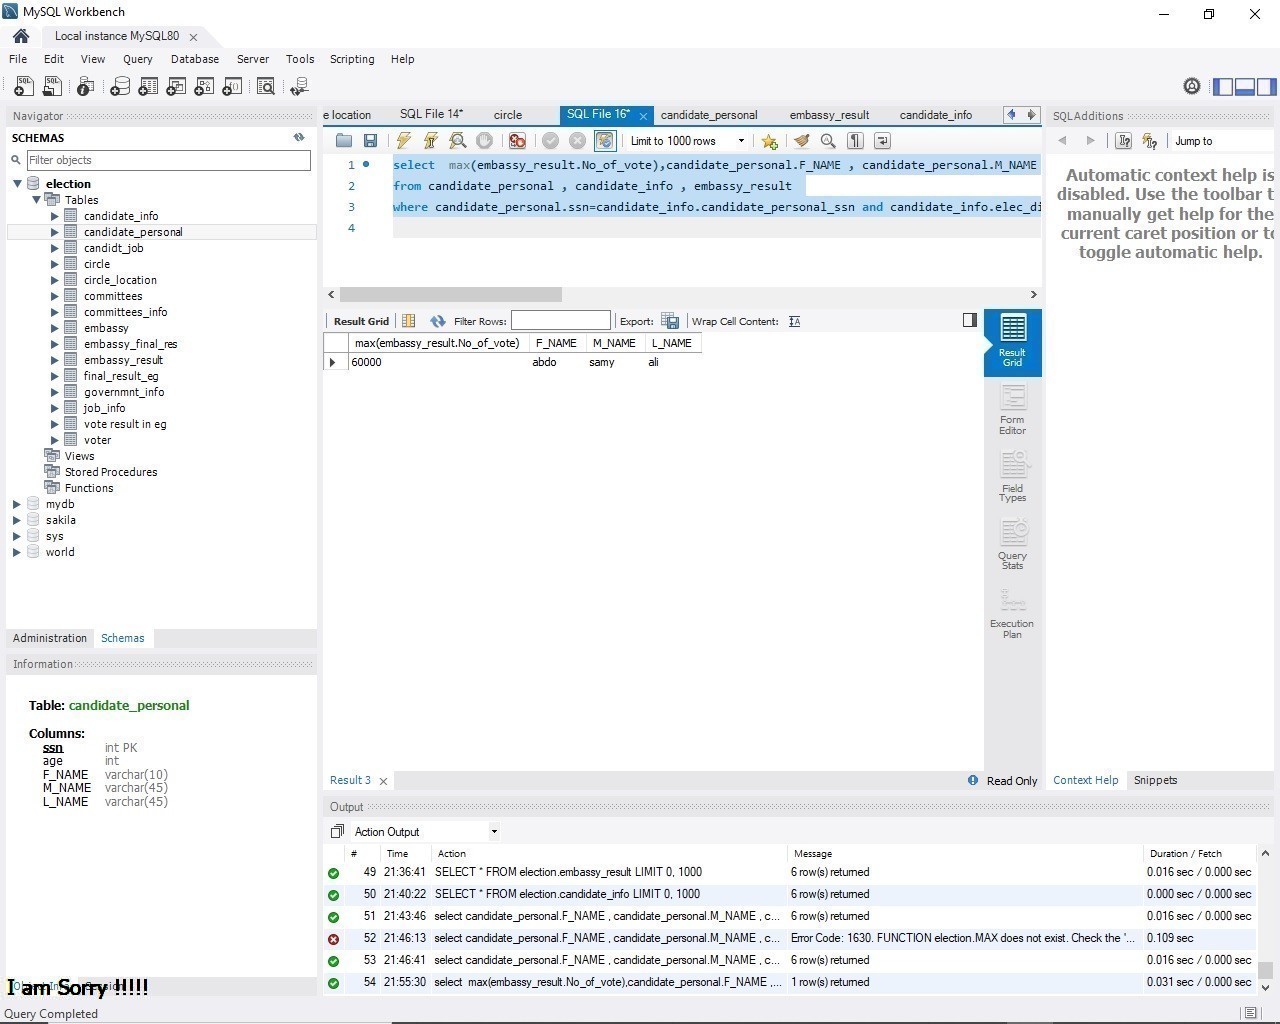 MySQL Workbench
Local instance MySQL80
File Edit View Query Database Server Tools Scripting Help
Navigator
SCHEMAS
Filter objects
election
Tables
candidate_info
candidate_personal
candidt_job
circle
circle_location
committees
committees_info
embassy
embassy_final_res
embassy_result
final_result_eg
governmnt_info
job_info
vote result in eg
voter
Views
Stored Procedures
Functions
mydb
sakila
sys
world
Administration Schemas
Information
Table: candidate_personal
Columns:
ssn int PK
age int
F_NAME varchar(10)
M_NAME varchar(45)
L_NAME varchar(45)
I am Sorry !!!!!
Query Completed
e location SQL File 14* circle SQL File 16* candidate_personal embassy_result candidate_info
Limit to 1000 rows
1 select max(embassy_result.No_of_vote),candidate_personal.F_NAME , candidate_personal.M_NAME
2 from candidate_personal , candidate_info , embassy_result
3 where candidate_personal.ssn=candidate_info.candidate_personal_ssn and candidate_info.elec_di
4
Result Grid Filter Rows: Export: Wrap Cell Content: IA
max(embassy_result.No_of_vote) F_NAME M_NAME L_NAME
60000 abdo samy ali
Result
Grid
Form
Editor
Field
Types
Query
Stats
Execution
Plan
Result 3
Read Only
SQLAdditions
Jump to
Automatic context help is
disabled. Use the toolbar t
manually get help for the
current caret position or to
toggle automatic help.
Context Help Snippets
Output
Action Output
# Time Action Message Duration / Fetch
49 21:36:41 SELECT * FROM election.embassy_result LIMIT 0, 1000 6 row(s) returned 0.016 sec / 0.000 sec
50 21:40:22 SELECT * FROM election.candidate_info LIMIT 0, 1000 6 row(s) returned 0.000 sec / 0.000 sec
51 21:43:46 select candidate_personal.F_NAME , candidate_personal.M_NAME , c... 6 row(s) returned 0.016 sec / 0.000 sec
52 21:46:13 select candidate_personal.F_NAME , candidate_personal.M_NAME , c... Error Code: 1630. FUNCTION election.MAX does not exist. Check the '... 0.109 sec
53 21:46:41 select candidate_personal.F_NAME , candidate_personal.M_NAME , c... 6 row(s) returned 0.016 sec / 0.000 sec
54 21:55:30 select max(embassy_result.No_of_vote),candidate_personal.F_NAME ,... 1 row(s) returned 0.031 sec / 0.000 sec